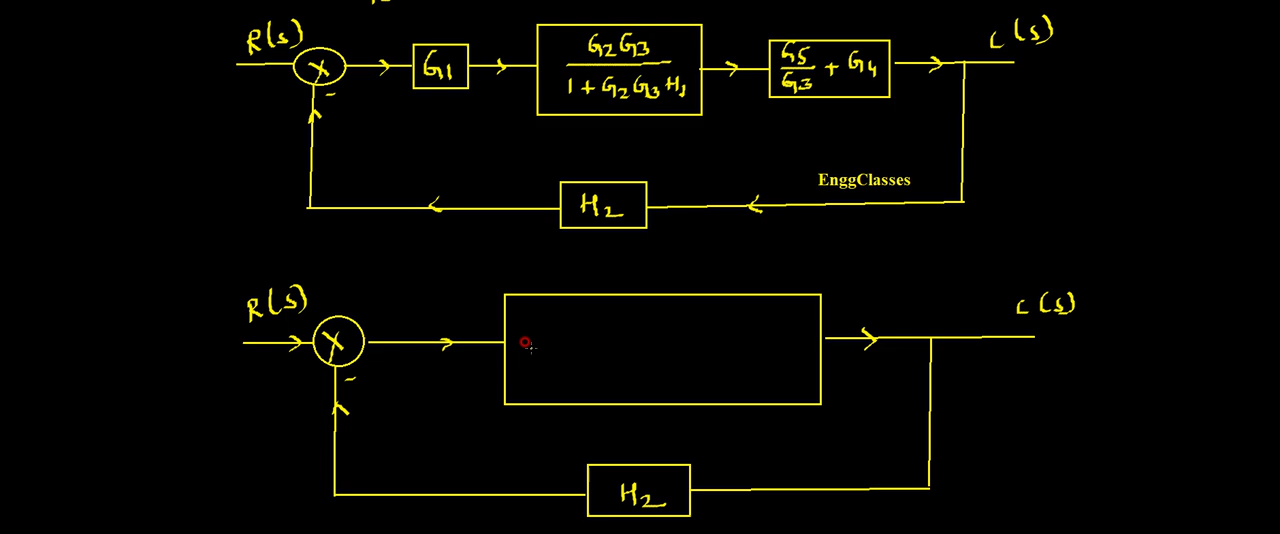 R(s)
X
-
G1
G2G3
1 + G2G3H1
G5
G3
+ G4
C(s)
EnggClasses
H2
R(s)
X
-
C(s)
H2